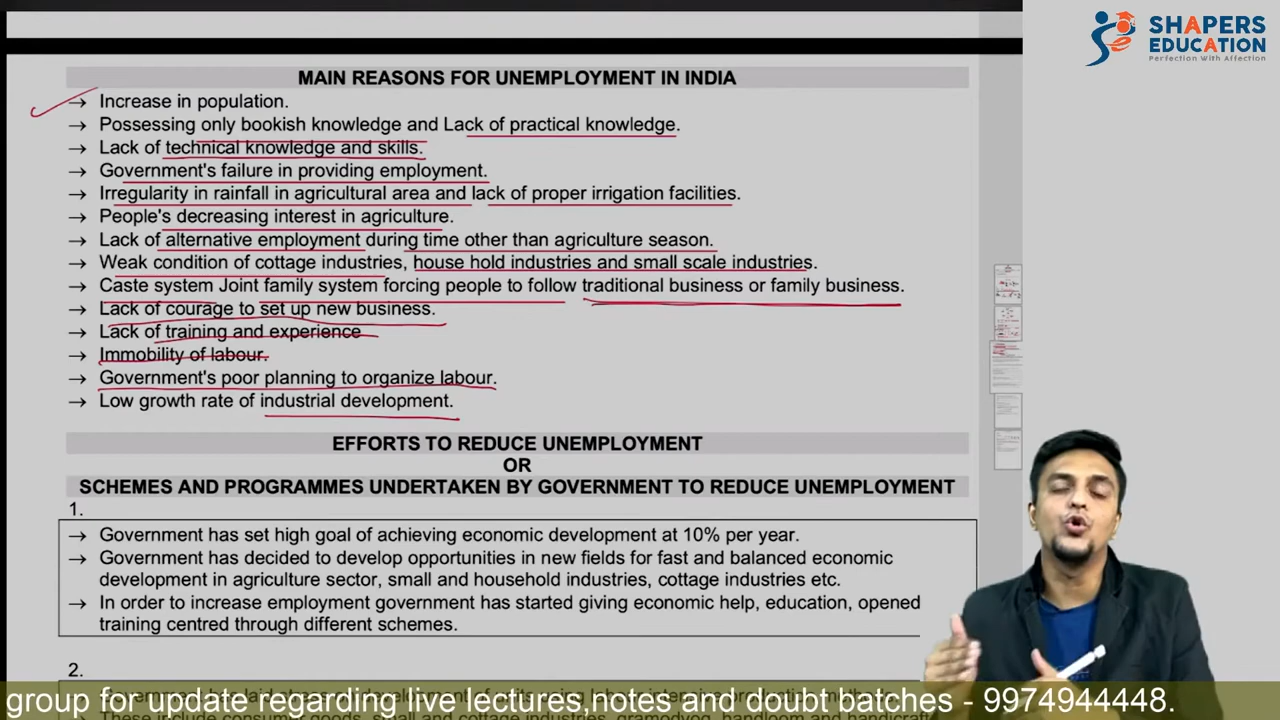 SHAPERS
EDUCATION
Perfection With Affection
MAIN REASONS FOR UNEMPLOYMENT IN INDIA
→ Increase in population.
→ Possessing only bookish knowledge and Lack of practical knowledge.
→ Lack of technical knowledge and skills.
→ Government's failure in providing employment.
→ Irregularity in rainfall in agricultural area and lack of proper irrigation facilities.
→ People's decreasing interest in agriculture.
→ Lack of alternative employment during time other than agriculture season.
→ Weak condition of cottage industries, house hold industries and small scale industries.
→ Caste system Joint family system forcing people to follow traditional business or family business.
→ Lack of courage to set up new business.
→ Lack of training and experience
→ Immobility of labour.
→ Government's poor planning to organize labour.
→ Low growth rate of industrial development.
EFFORTS TO REDUCE UNEMPLOYMENT
OR
SCHEMES AND PROGRAMMES UNDERTAKEN BY GOVERNMENT TO REDUCE UNEMPLOYMENT
1.
→ Government has set high goal of achieving economic development at 10% per year.
→ Government has decided to develop opportunities in new fields for fast and balanced economic
development in agriculture sector, small and household industries, cottage industries etc.
→ In order to increase employment government has started giving economic help, education, opened
training centred through different schemes.
2.
group for update regarding live lectures,notes and doubt batches - 9974944448.